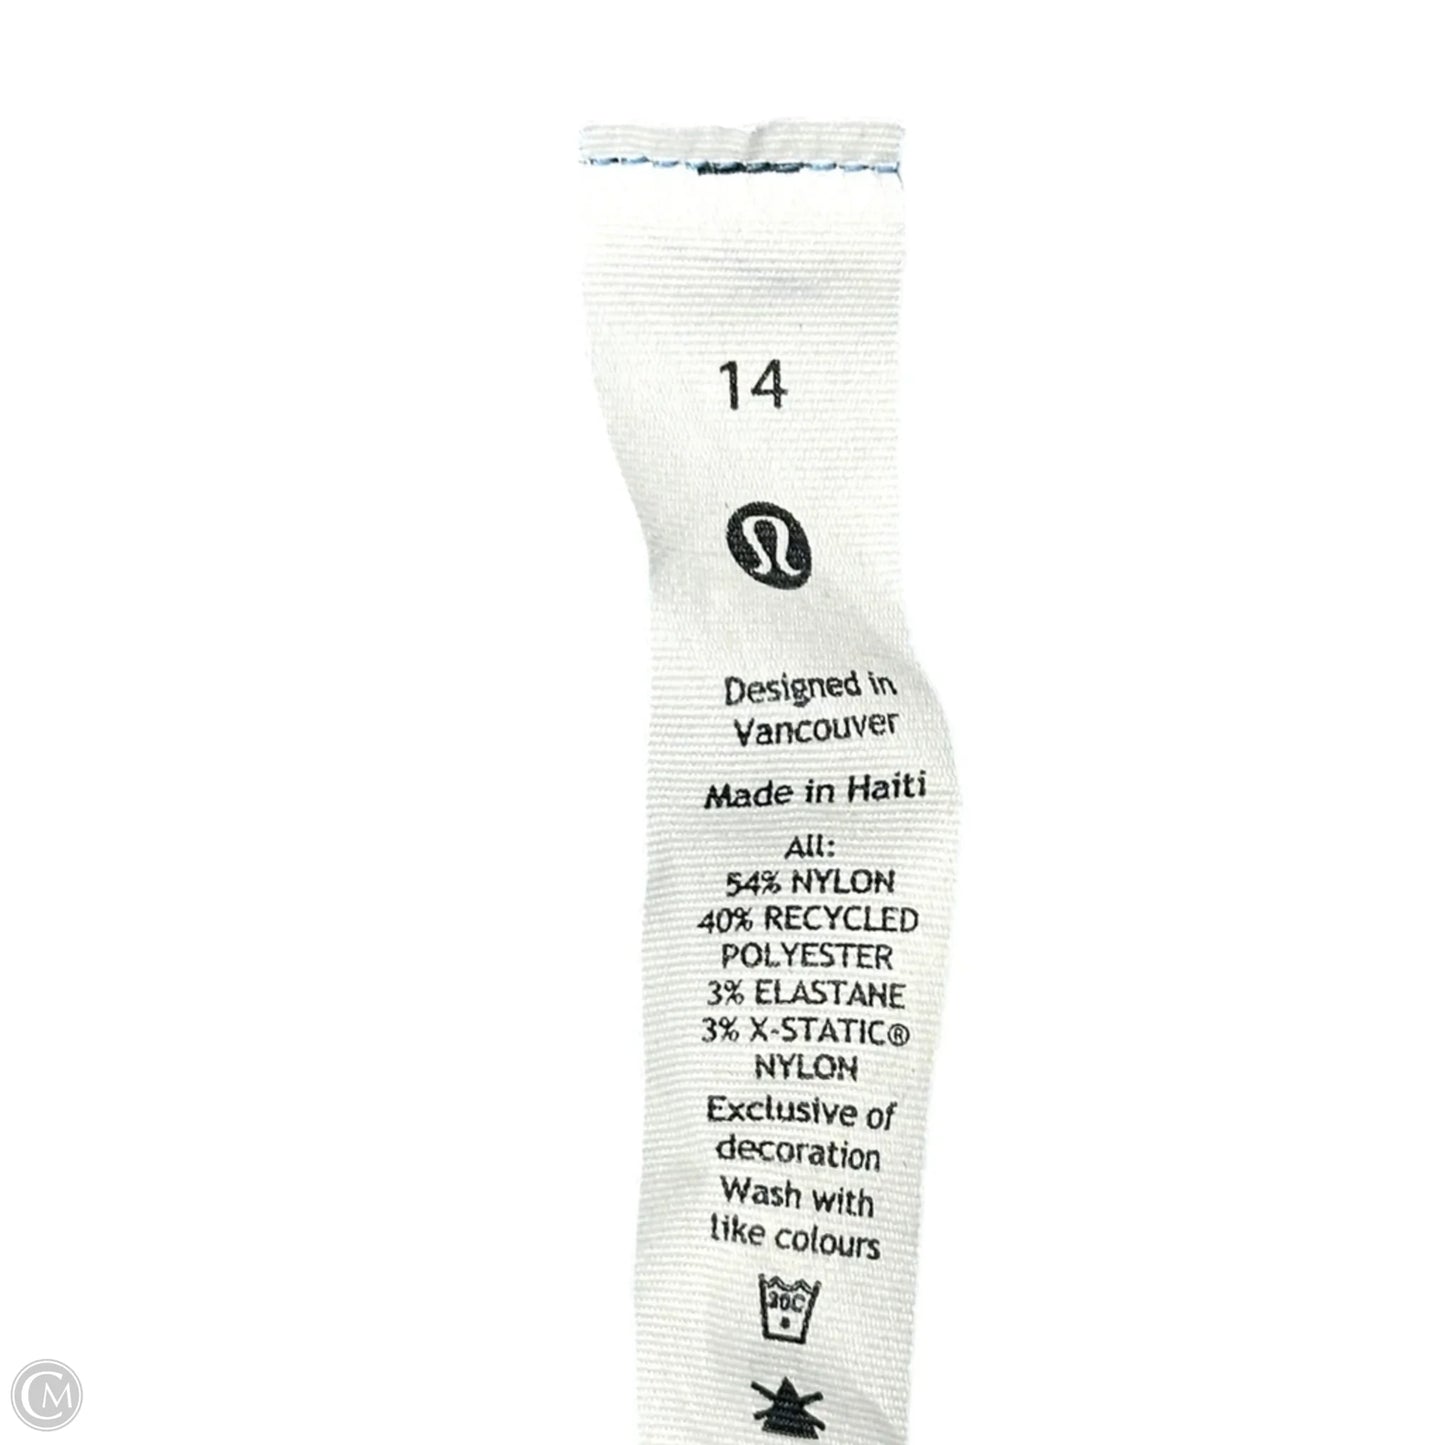 14
Designed in
Vancouver
Made in Haiti
All:
54% NYLON
40% RECYCLED
POLYESTER
3% ELASTANE
3% X-STATIC®
NYLON
Exclusive of
decoration
Wash with
like colours
30C
CM